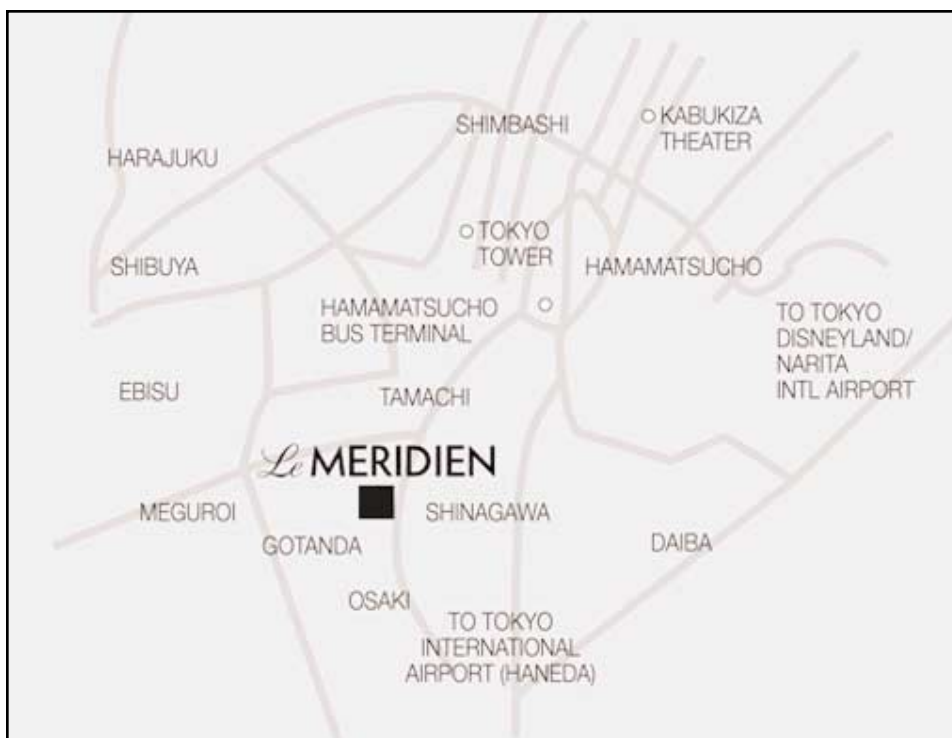 KABUKIZA
THEATER
SHIMBASHI
HARAJUKU
TOKYO
TOWER
SHIBUYA
HAMAMATSUCHO
HAMAMATSUCHO
BUS TERMINAL
TO TOKYO
DISNEYLAND/
NARITA
INTL AIRPORT
EBISU
TAMACHI
Le MERIDIEN
MEGUROI
SHINAGAWA
GOTANDA
DAIBA
OSAKI
TO TOKYO
INTERNATIONAL
AIRPORT (HANEDA)